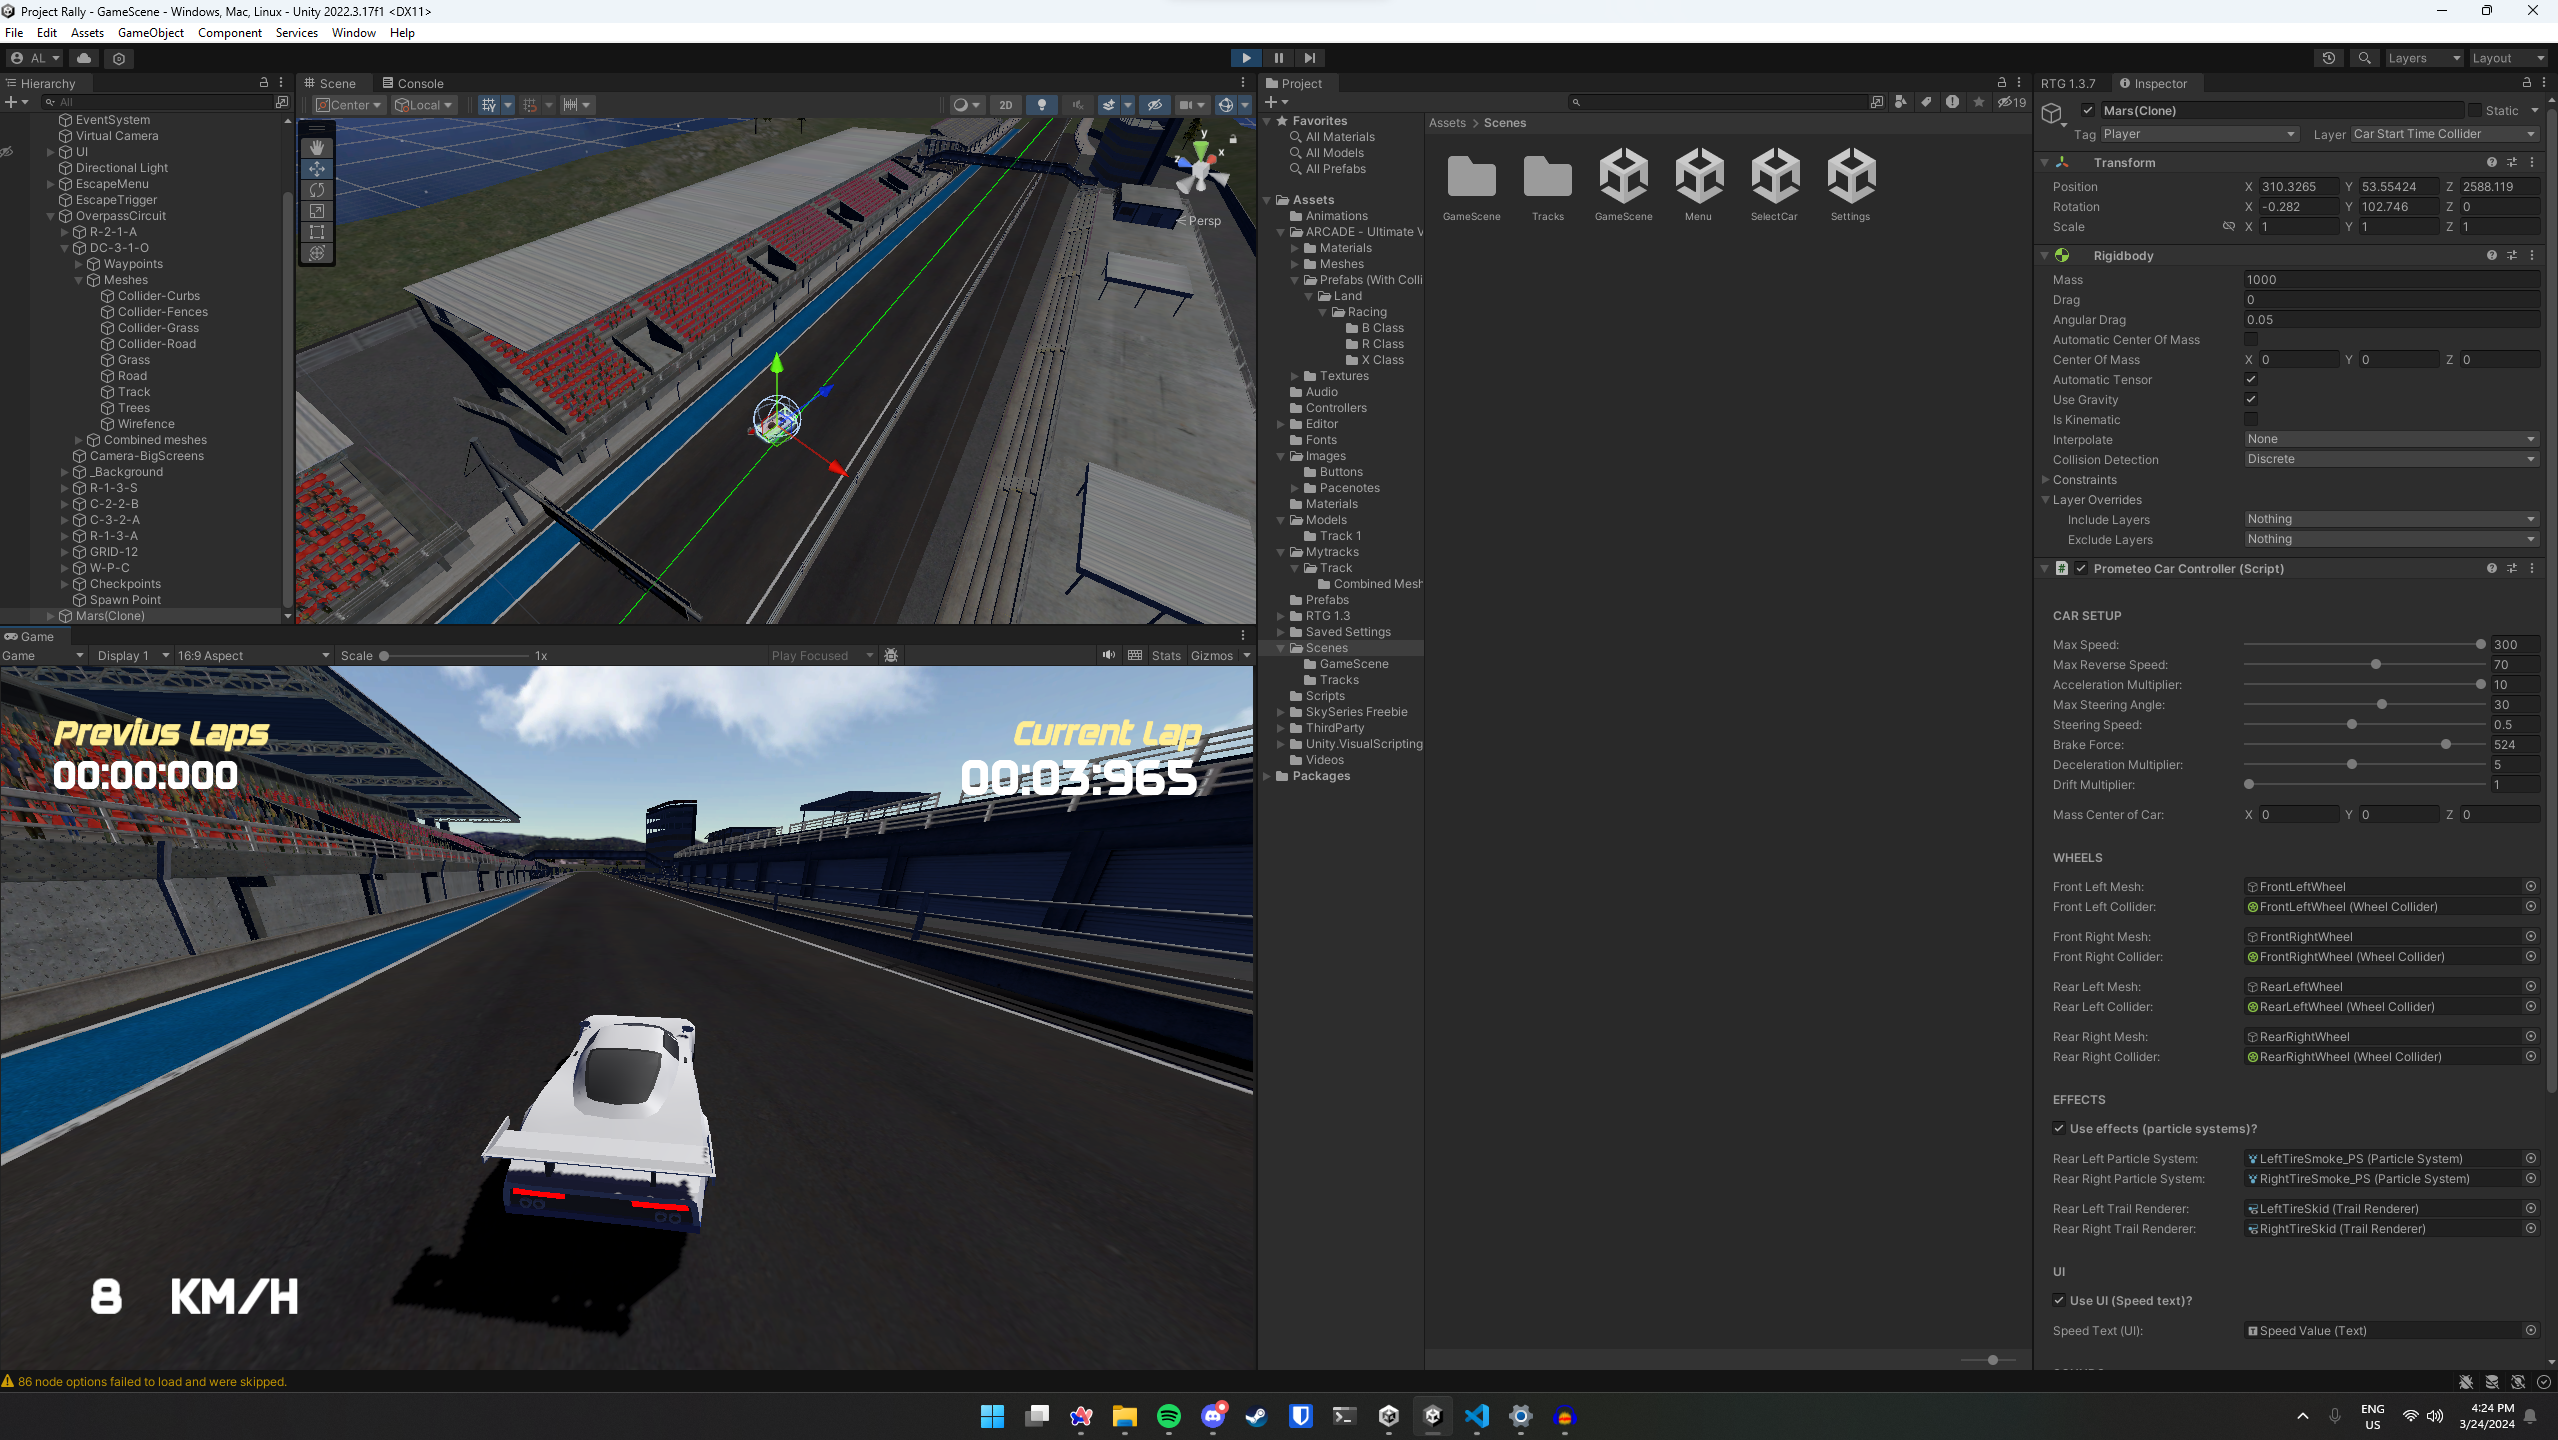 Project Rally - GameScene - Windows, Mac, Linux - Unity 2022.3.17f1 <DX11>
File Edit Assets GameObject Component Services Window Help
AL
Layers Layout
Hierarchy
All
EventSystem
Virtual Camera
UI
Directional Light
EscapeMenu
EscapeTrigger
OverpassCircuit
R-2-1-A
DC-3-1-O
Waypoints
Meshes
Collider-Curbs
Collider-Fences
Collider-Grass
Collider-Road
Grass
Road
Track
Trees
Wirefence
Combined meshes
Camera-BigScreens
_Background
R-1-3-S
C-2-2-B
C-3-2-A
R-1-3-A
GRID-12
W-P-C
Checkpoints
Spawn Point
Mars(Clone)
Scene Console
Center Local 2D
y
x
z
Persp
Game
Game Display 1 16:9 Aspect Scale 1x Play Focused Stats Gizmos
Previus Laps
00:00:000
Current Lap
00:03:965
8 KM/H
Project
19
Favorites
All Materials
All Models
All Prefabs
Assets
Animations
ARCADE - Ultimate V
Materials
Meshes
Prefabs (With Colli
Land
Racing
B Class
R Class
X Class
Textures
Audio
Controllers
Editor
Fonts
Images
Buttons
Pacenotes
Materials
Models
Track 1
Mytracks
Track
Combined Mesh
Prefabs
RTG 1.3
Saved Settings
Scenes
GameScene
Tracks
Scripts
SkySeries Freebie
ThirdParty
Unity.VisualScripting
Videos
Packages
Assets > Scenes
GameScene Tracks GameScene Menu SelectCar Settings
RTG 1.3.7 Inspector
Mars(Clone) Static
Tag Player Layer Car Start Time Collider
Transform
Position X 310.3265 Y 53.55424 Z 2588.119
Rotation X -0.282 Y 102.746 Z 0
Scale X 1 Y 1 Z 1
Rigidbody
Mass 1000
Drag 0
Angular Drag 0.05
Automatic Center Of Mass
Center Of Mass X 0 Y 0 Z 0
Automatic Tensor
Use Gravity
Is Kinematic
Interpolate None
Collision Detection Discrete
Constraints
Layer Overrides
Include Layers Nothing
Exclude Layers Nothing
Prometeo Car Controller (Script)
CAR SETUP
Max Speed: 300
Max Reverse Speed: 70
Acceleration Multiplier: 10
Max Steering Angle: 30
Steering Speed: 0.5
Brake Force: 524
Deceleration Multiplier: 5
Drift Multiplier: 1
Mass Center of Car: X 0 Y 0 Z 0
WHEELS
Front Left Mesh: FrontLeftWheel
Front Left Collider: FrontLeftWheel (Wheel Collider)
Front Right Mesh: FrontRightWheel
Front Right Collider: FrontRightWheel (Wheel Collider)
Rear Left Mesh: RearLeftWheel
Rear Left Collider: RearLeftWheel (Wheel Collider)
Rear Right Mesh: RearRightWheel
Rear Right Collider: RearRightWheel (Wheel Collider)
EFFECTS
Use effects (particle systems)?
Rear Left Particle System: LeftTireSmoke_PS (Particle System)
Rear Right Particle System: RightTireSmoke_PS (Particle System)
Rear Left Trail Renderer: LeftTireSkid (Trail Renderer)
Rear Right Trail Renderer: RightTireSkid (Trail Renderer)
UI
Use UI (Speed text)?
Speed Text (UI): Speed Value (Text)
86 node options failed to load and were skipped.
ENG
US
4:24 PM
3/24/2024